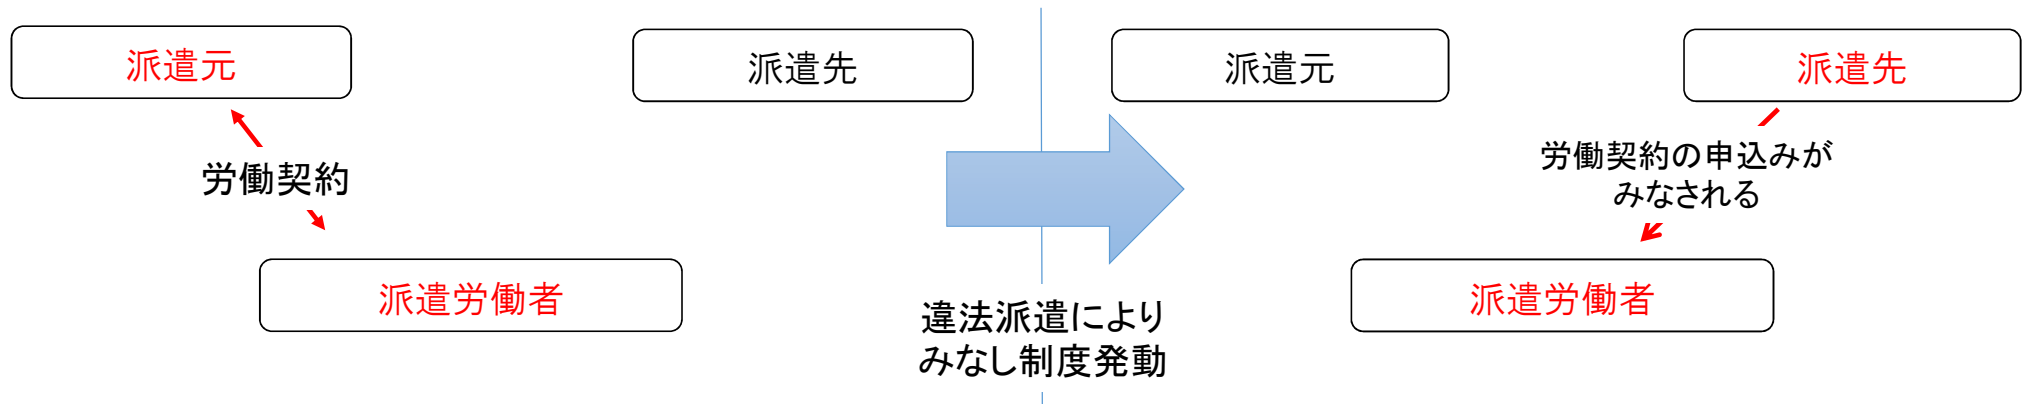 派遣元
派遣先
労働契約
派遣労働者
違法派遣により
みなし制度発動
派遣元
派遣先
労働契約の申込みが
みなされる
派遣労働者